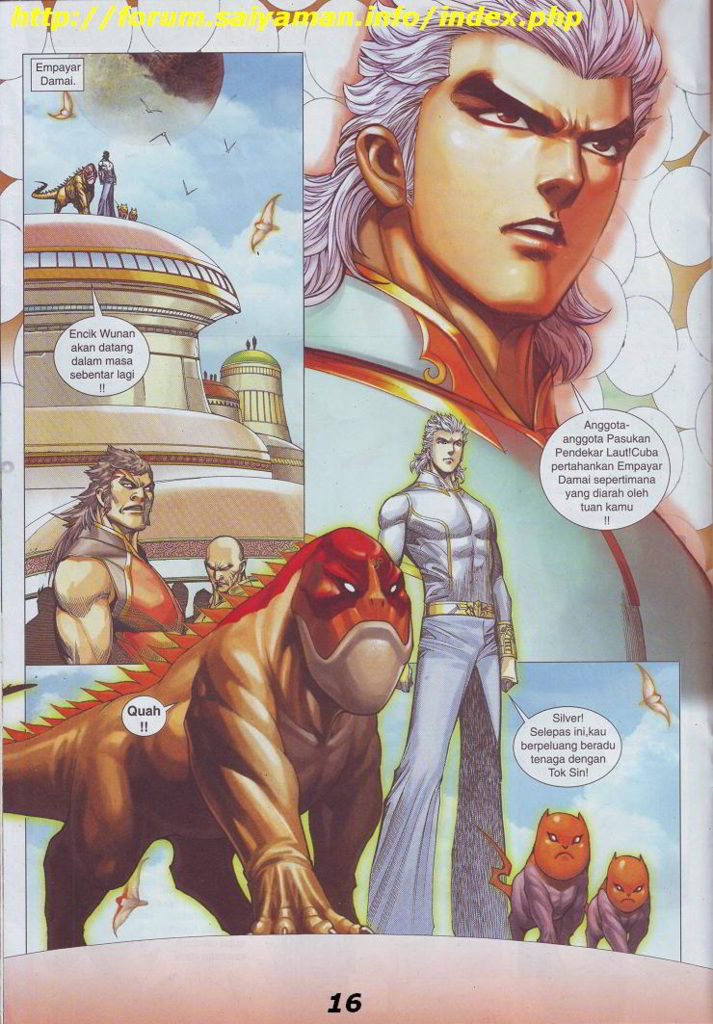 http://forum.saiyaman.info/index.php
Empayar
Damai.
Encik Wunan
akan datang
dalam masa
sebentar lagi
!!
Anggota-
anggota Pasukan
Pendekar Laut!Cuba
pertahankan Empayar
Damai sepertimana
yang diarah oleh
tuan kamu
!!
Quah
!!
Silver!
Selepas ini,kau
berpeluang beradu
tenaga dengan
Tok Sin!
16